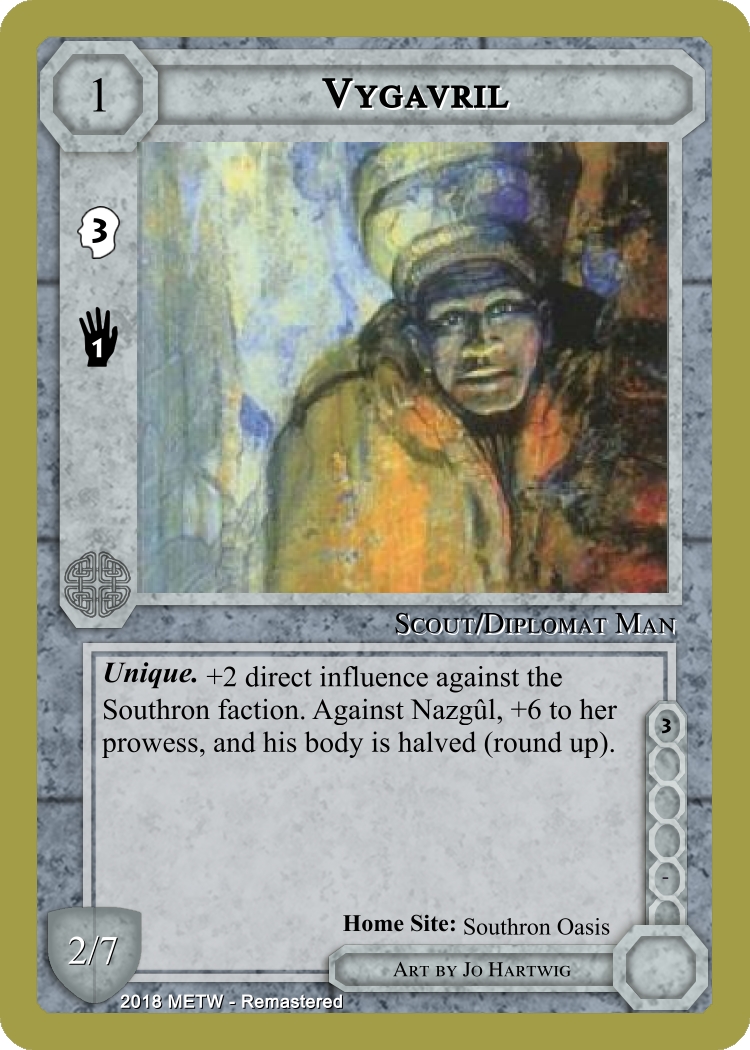 1
Vygavril
3
1
Scout/Diplomat Man
Unique. +2 direct influence against the
Southron faction. Against Nazgûl, +6 to her
prowess, and his body is halved (round up).
3
-
Home Site: Southron Oasis
2/7
Art by Jo Hartwig
2018 METW - Remastered